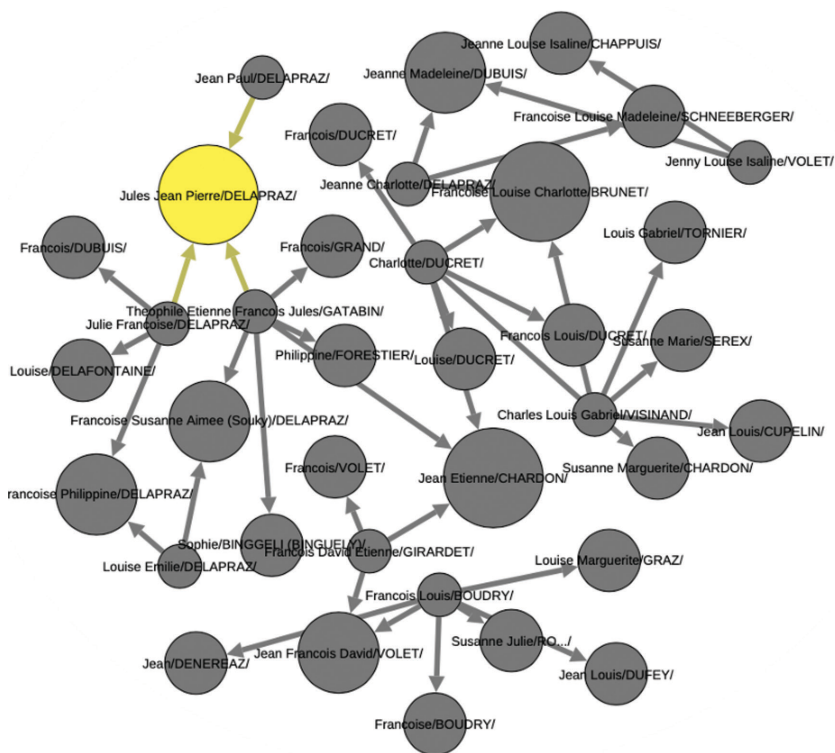 Jeanne Louise Isaline/CHAPPUIS/
Jean Paul/DELAPRAZ/
Jeanne Madeleine/DUBUIS/
Francoise Louise Madeleine/SCHNEEBERGER/
Francois/DUCRET/
Jenny Louise Isaline/VOLET/
Jeanne Charlotte/DELAPRAZ/
Francoise Louise Charlotte/BRUNET/
Jules Jean Pierre/DELAPRAZ/
Louis Gabriel/TORNIER/
Francois/DUBUIS/
Francois/GRAND/
Charlotte/DUCRET/
Theophile Etienne Francois Jules/GATABIN/
Julie Francoise/DELAPRAZ/
Francois Louis/DUCRET/
Susanne Marie/SEREX/
Philippine/FORESTIER/
Louise/DUCRET/
Louise/DELAFONTAINE/
Francoise Susanne Aimee (Souky)/DELAPRAZ/
Charles Louis Gabriel/VISINAND/
Jean Louis/CUPELIN/
Francois/VOLET/
Susanne Marguerite/CHARDON/
Jean Etienne/CHARDON/
rancoise Philippine/DELAPRAZ/
Sophie/BINGGELI (BINGUELY)/
Francois David Etienne/GIRARDET/
Louise Marguerite/GRAZ/
Louise Emilie/DELAPRAZ/
Francois Louis/BOUDRY/
Susanne Julie/RO.../
Jean Francois David/VOLET/
Jean/DENEREAZ/
Jean Louis/DUFEY/
Francoise/BOUDRY/